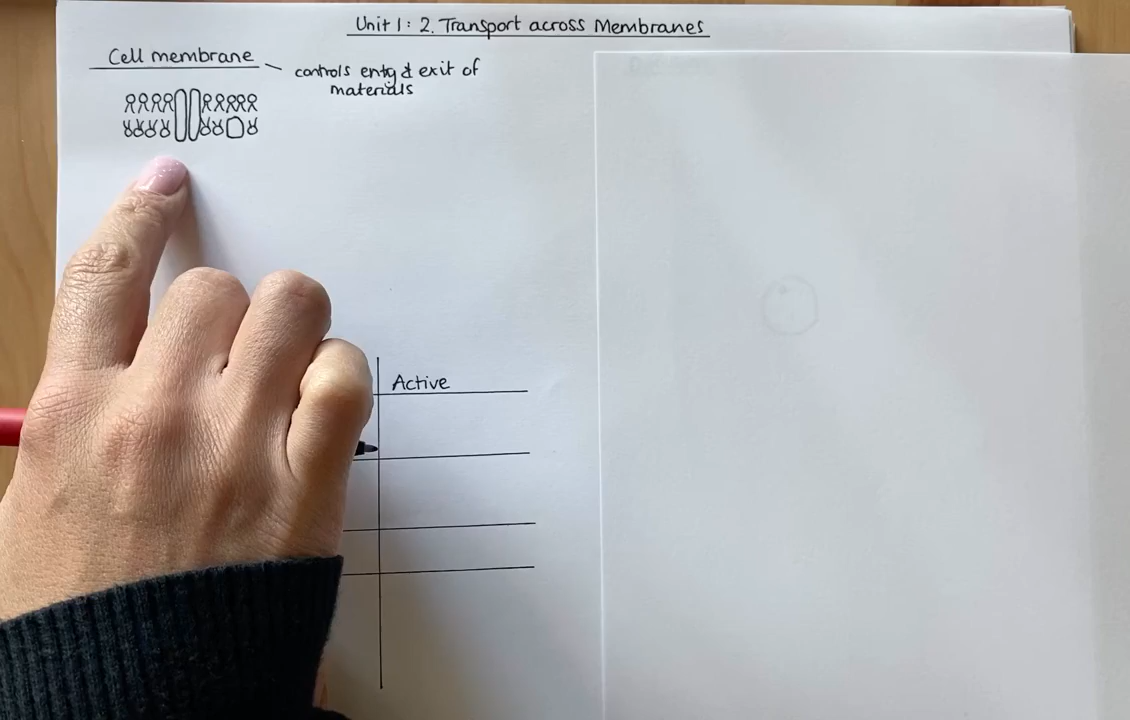 Unit 1: 2. Transport across Membranes
Cell membrane
controls entry & exit of
materials
Active